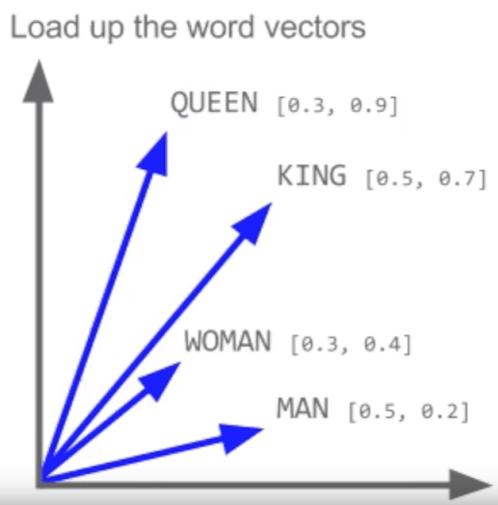 Load up the word vectors
QUEEN [0.3, 0.9]
KING [0.5, 0.7]
WOMAN [0.3, 0.4]
MAN [0.5, 0.2]